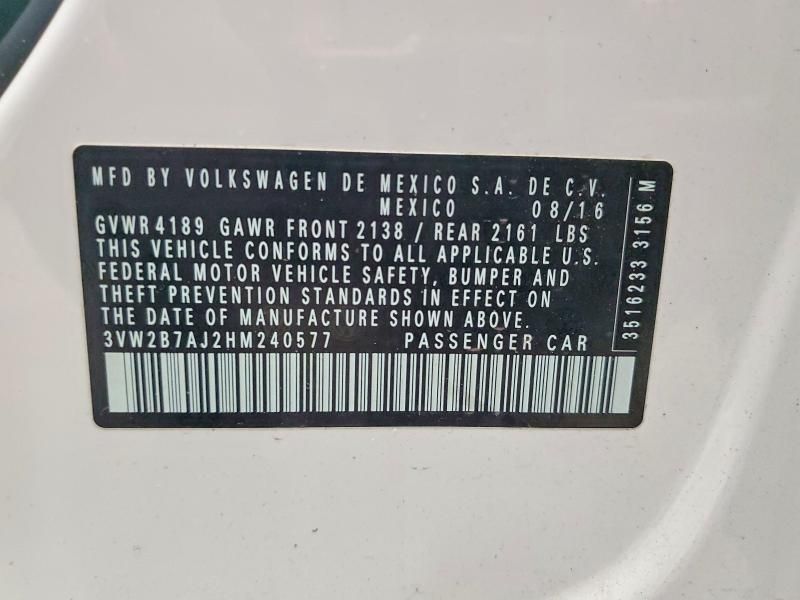 MFD BY VOLKSWAGEN DE MEXICO S.A. DE C.V.
MEXICO 08/16
GVWR 4189 GAWR FRONT 2138 / REAR 2161 LBS
THIS VEHICLE CONFORMS TO ALL APPLICABLE U.S.
FEDERAL MOTOR VEHICLE SAFETY, BUMPER AND
THEFT PREVENTION STANDARDS IN EFFECT ON
THE DATE OF MANUFACTURE SHOWN ABOVE.
3VW2B7AJ2HM240577 PASSENGER CAR
3516233 3156 M